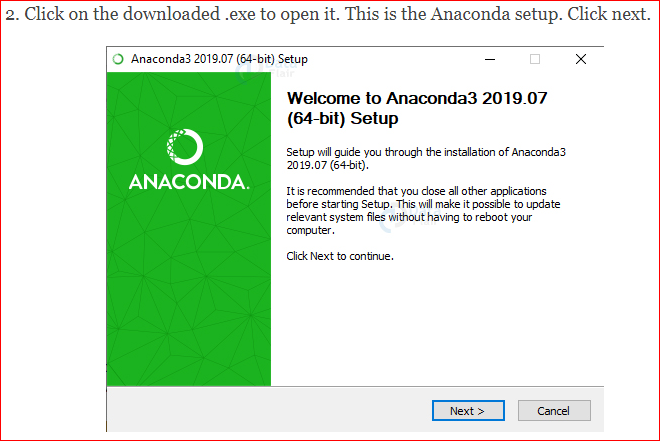 2. Click on the downloaded .exe to open it. This is the Anaconda setup. Click next.
Anaconda3 2019.07 (64-bit) Setup
Welcome to Anaconda3 2019.07
(64-bit) Setup
ANACONDA.
Setup will guide you through the installation of Anaconda3
2019.07 (64-bit).
It is recommended that you close all other applications
before starting Setup. This will make it possible to update
relevant system files without having to reboot your
computer.
Click Next to continue.
Next >
Cancel